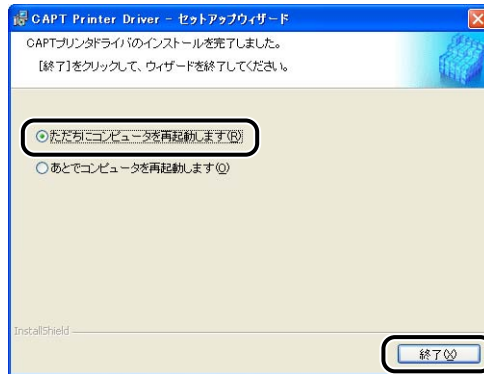 CAPT Printer Driver - セットアップウィザード
CAPTプリンタドライバのインストールを完了しました。
[終了]をクリックして、ウィザードを終了してください。
ただちにコンピュータを再起動します(R)
あとでコンピュータを再起動します(O)
InstallShield
終了(X)